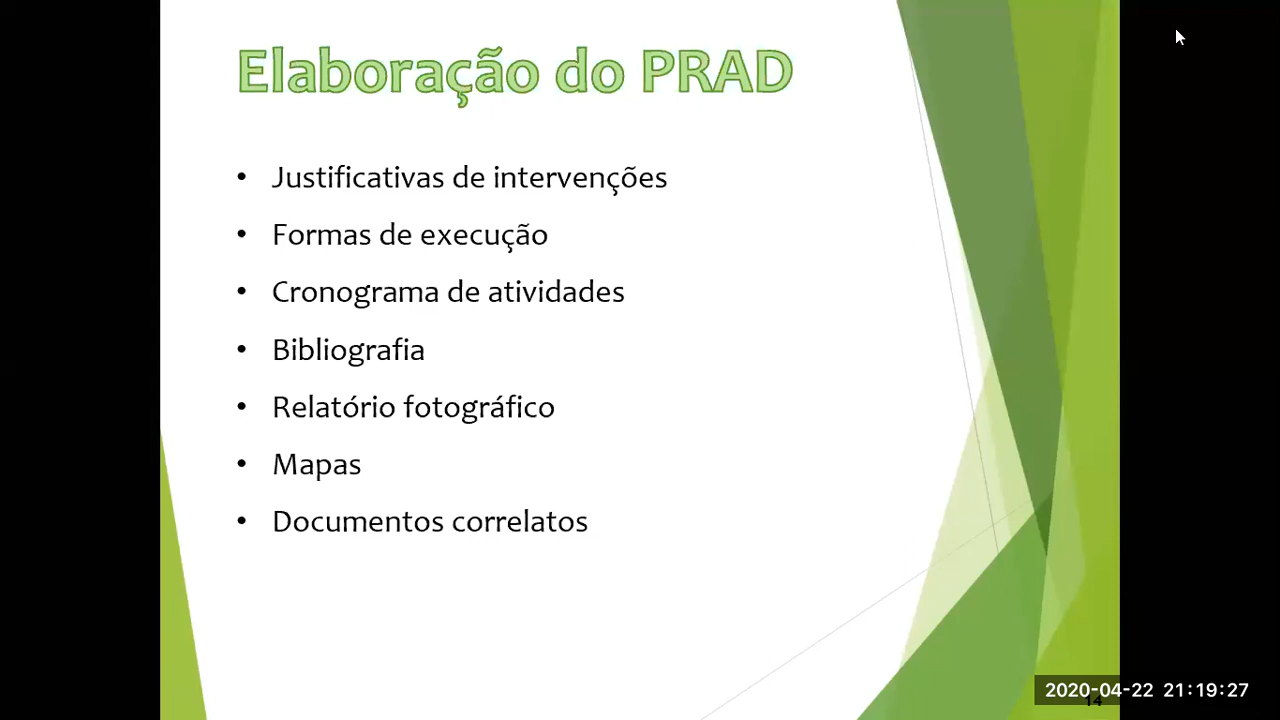 Elaboração do PRAD
• Justificativas de intervenções
• Formas de execução
• Cronograma de atividades
• Bibliografia
• Relatório fotográfico
• Mapas
• Documentos correlatos
2020-04-22 21:19:27
14